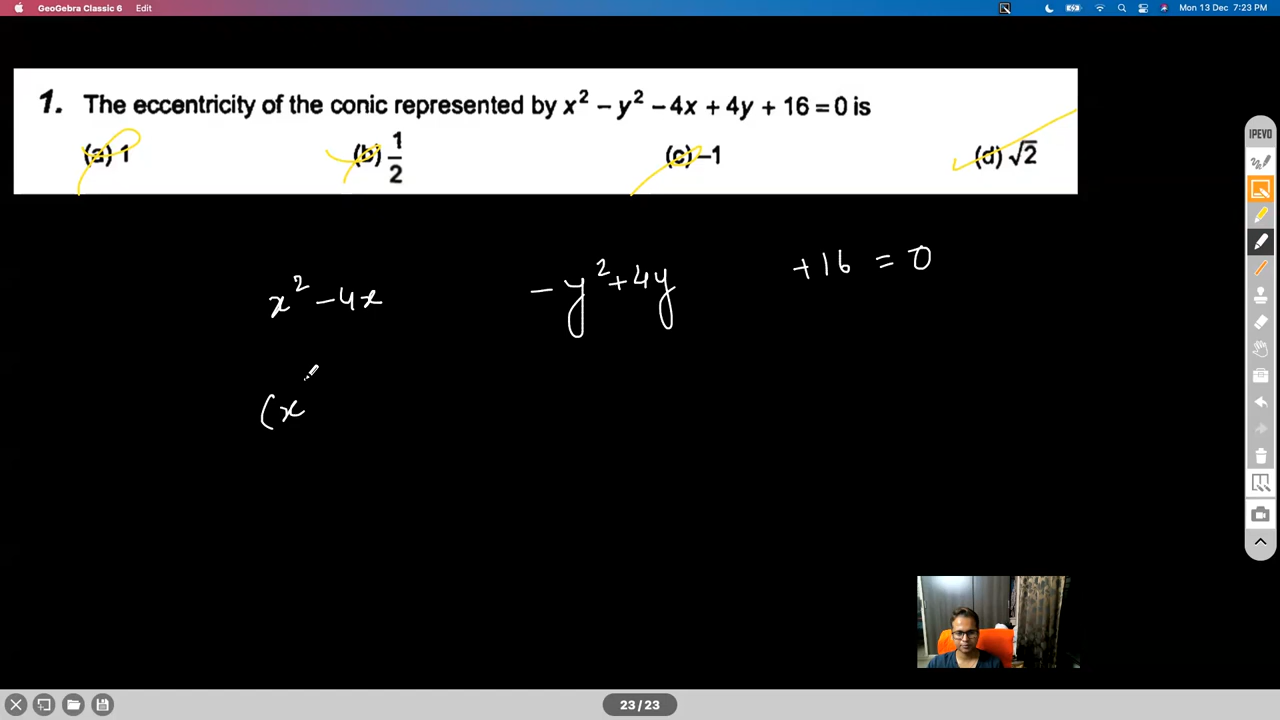 GeoGebra Classic 6 Edit Mon 13 Dec 7:23 PM
1. The eccentricity of the conic represented by x² − y² − 4x + 4y + 16 = 0 is
(a) 1 (b) 1/2 (c) −1 (d) √2
IPEVO
x² − 4x − y² + 4y + 16 = 0
(x
23/23